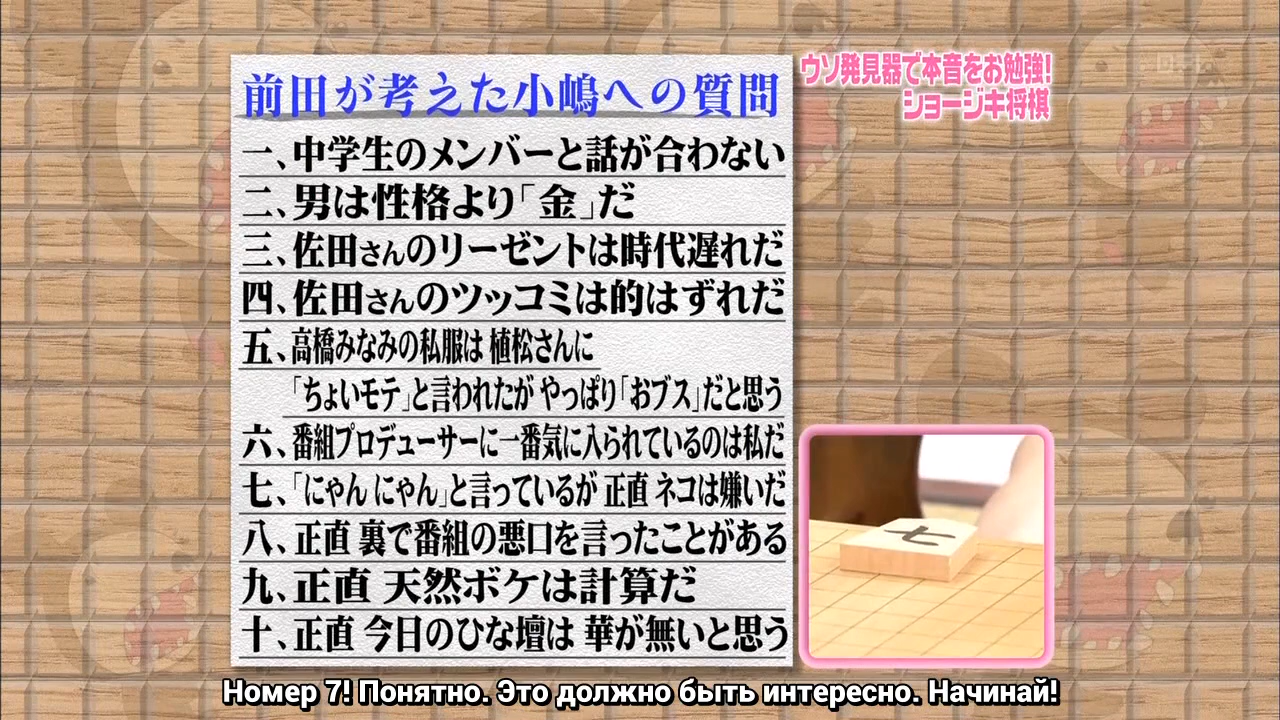 前田が考えた小嶋への質問
一、中学生のメンバーと話が合わない
二、男は性格より「金」だ
三、佐田さんのリーゼントは時代遅れだ
四、佐田さんのツッコミは的はずれだ
五、高橋みなみの私服は 植松さんに
「ちょいモテ」と言われたが やっぱり「おブス」だと思う
六、番組プロデューサーに一番気に入られているのは私だ
七、「にゃん にゃん」と言っているが 正直 ネコは嫌いだ
八、正直 裏で番組の悪口を言ったことがある
九、正直 天然ボケは計算だ
十、正直 今日のひな壇は 華が無いと思う
ウソ発見器で本音をお勉強!
ショージキ将棋
七
Номер 7! Понятно. Это должно быть интересно. Начинай!